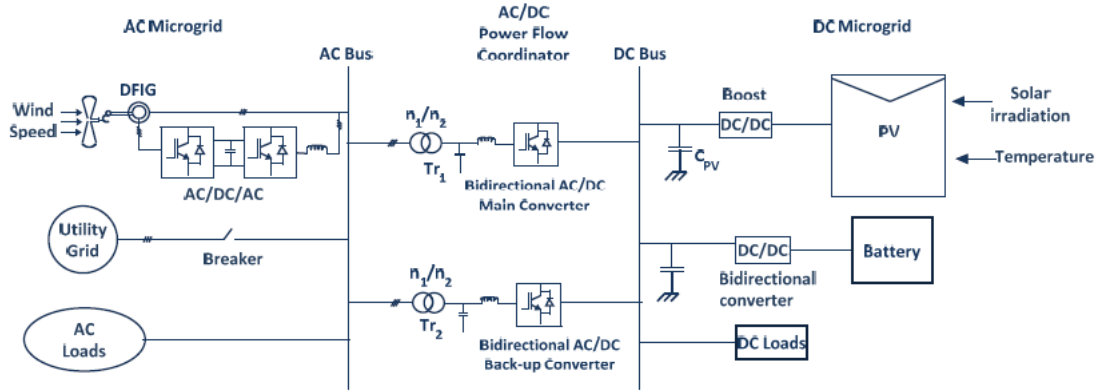 AC Microgrid
AC/DC
Power Flow
Coordinator
DC Microgrid
AC Bus
DC Bus
DFIG
Wind
Speed
AC/DC/AC
n1/n2
Tr1
Bidirectional AC/DC
Main Converter
Boost
DC/DC
CPV
PV
Solar
irradiation
Temperature
Utility
Grid
Breaker
n1/n2
Tr2
Bidirectional AC/DC
Back-up Converter
DC/DC
Bidirectional
converter
Battery
AC
Loads
DC Loads